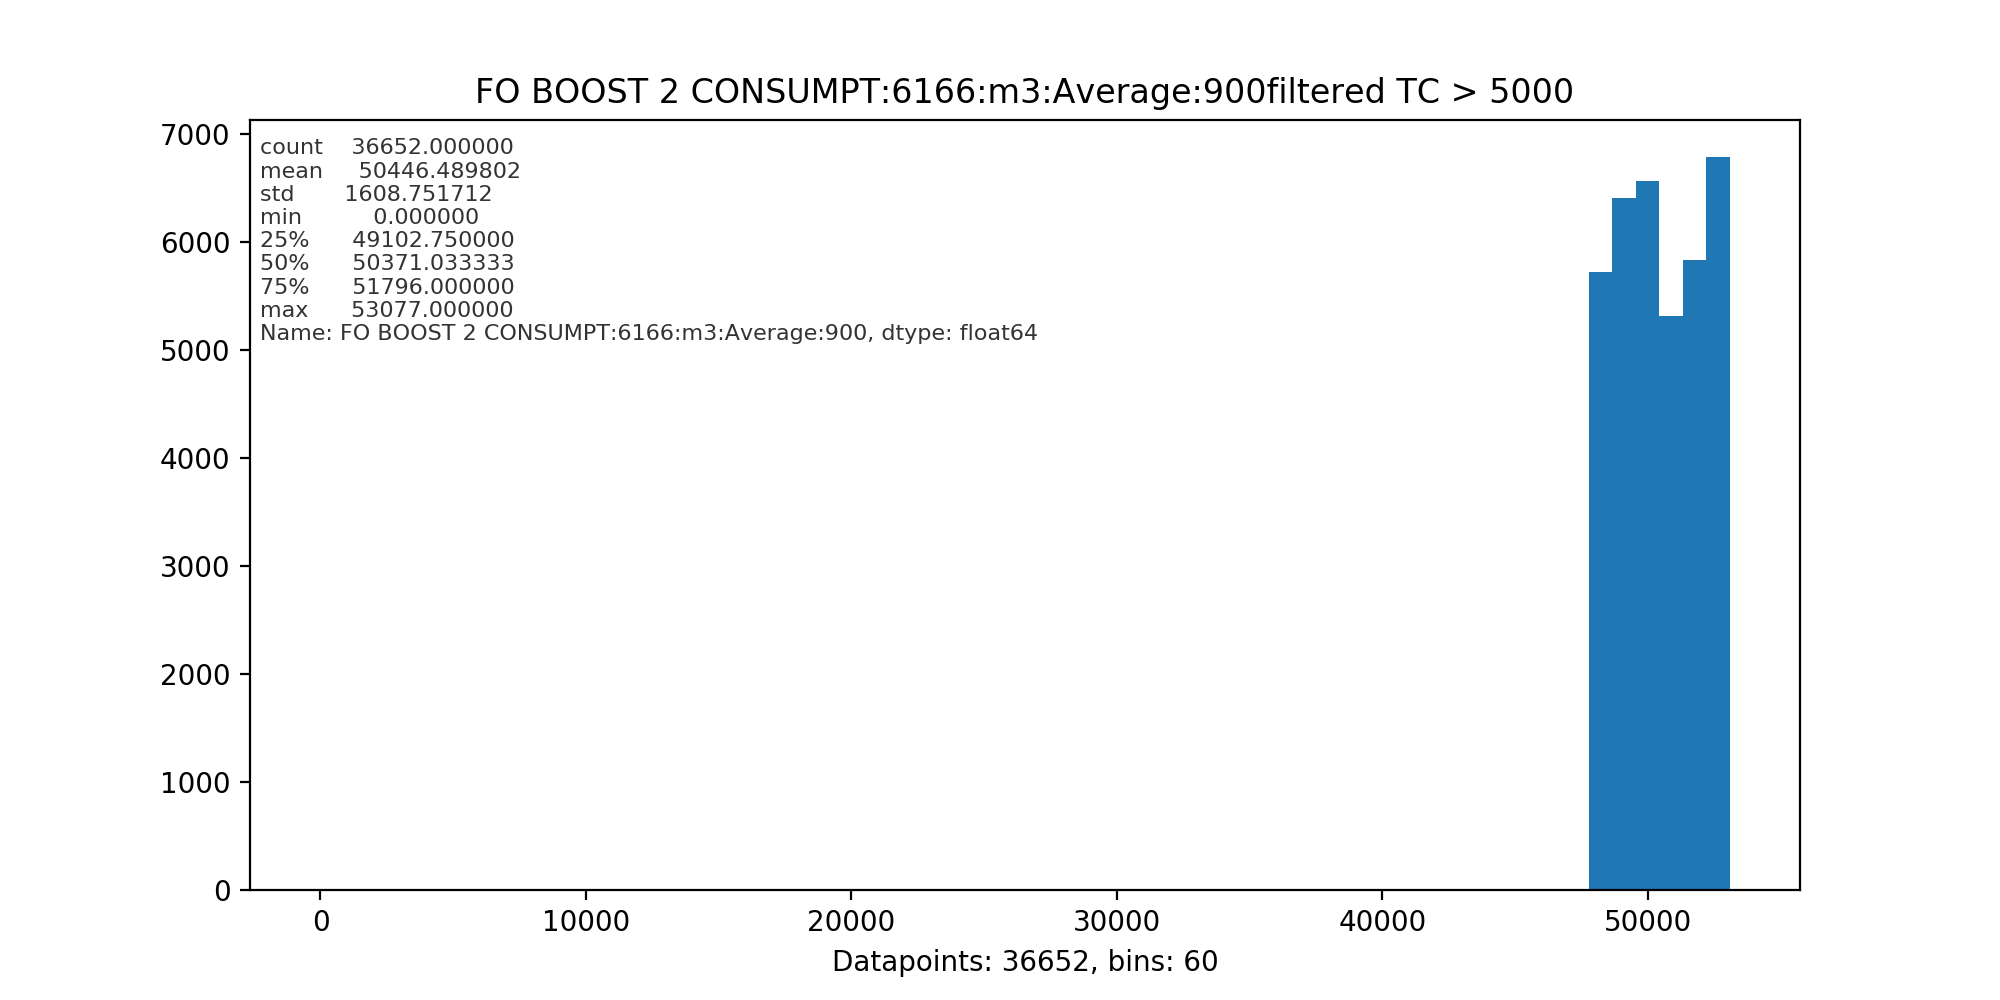 FO BOOST 2 CONSUMPT:6166:m3:Average:900filtered TC > 5000
7000
6000
5000
4000
3000
2000
1000
0
count 36652.000000
mean 50446.489802
std 1608.751712
min 0.000000
25% 49102.750000
50% 50371.033333
75% 51796.000000
max 53077.000000
Name: FO BOOST 2 CONSUMPT:6166:m3:Average:900, dtype: float64
0 10000 20000 30000 40000 50000
Datapoints: 36652, bins: 60